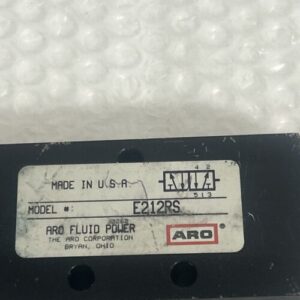 4 2
MADE IN U.S.A.
5 1 3
MODEL #: E212RS
ARO FLUID POWER
THE ARO CORPORATION
BRYAN, OHIO
ARO